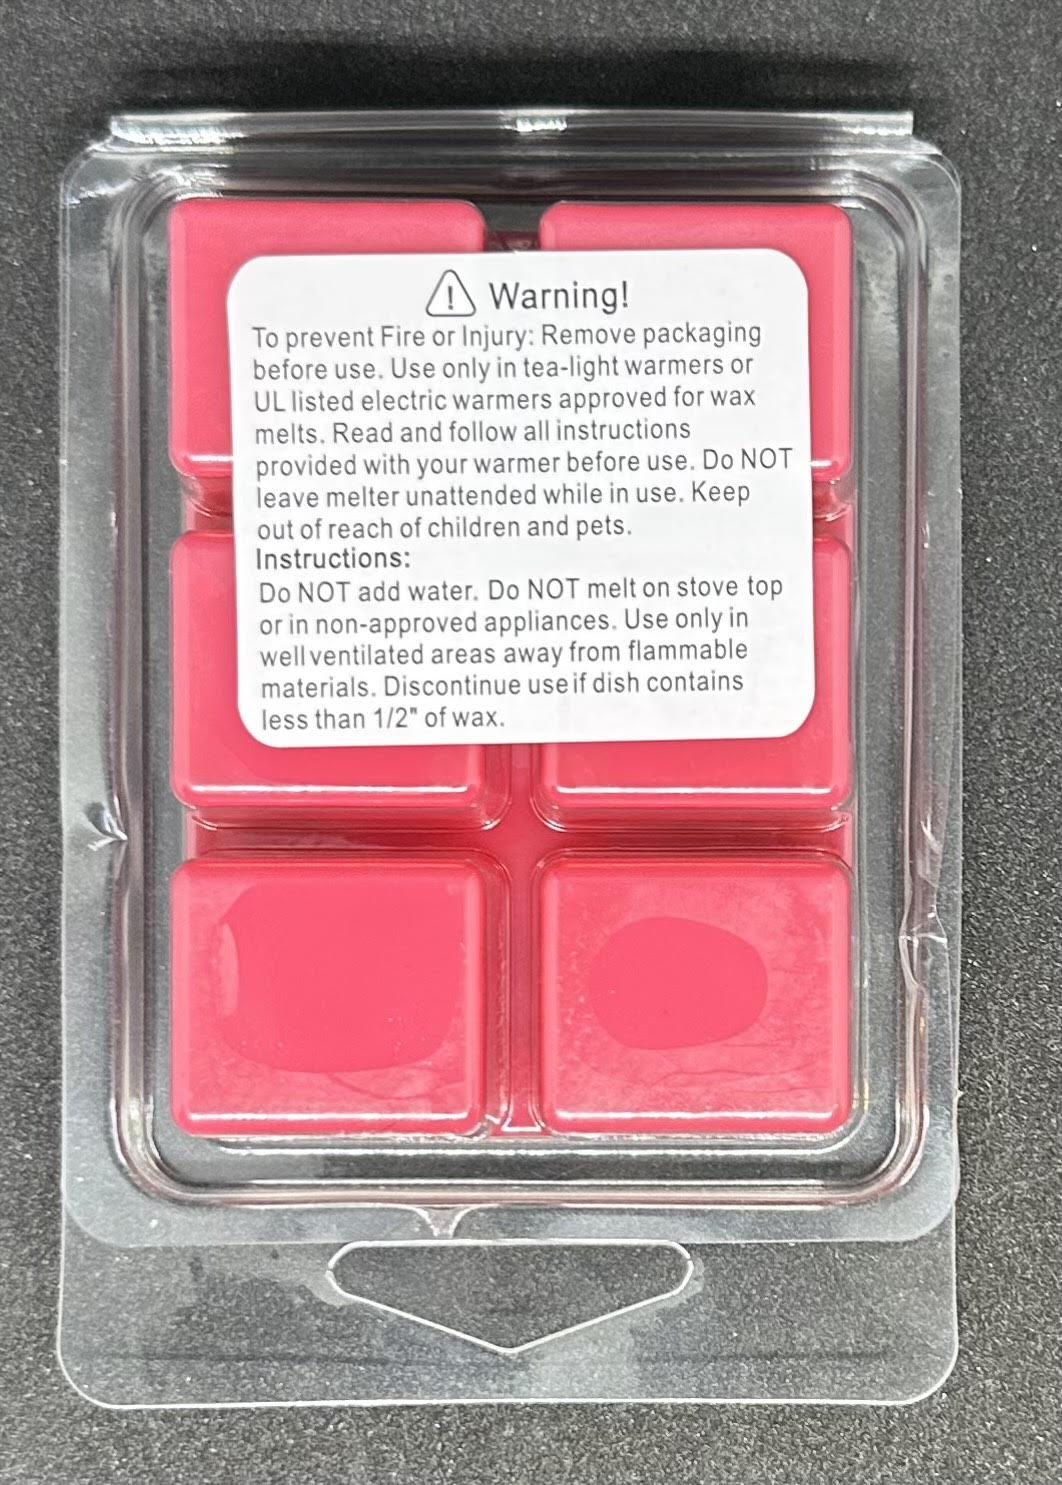 Warning!
To prevent Fire or Injury: Remove packaging
before use. Use only in tea-light warmers or
UL listed electric warmers approved for wax
melts. Read and follow all instructions
provided with your warmer before use. Do NOT
leave melter unattended while in use. Keep
out of reach of children and pets.
Instructions:
Do NOT add water. Do NOT melt on stove top
or in non-approved appliances. Use only in
well ventilated areas away from flammable
materials. Discontinue use if dish contains
less than 1/2" of wax.